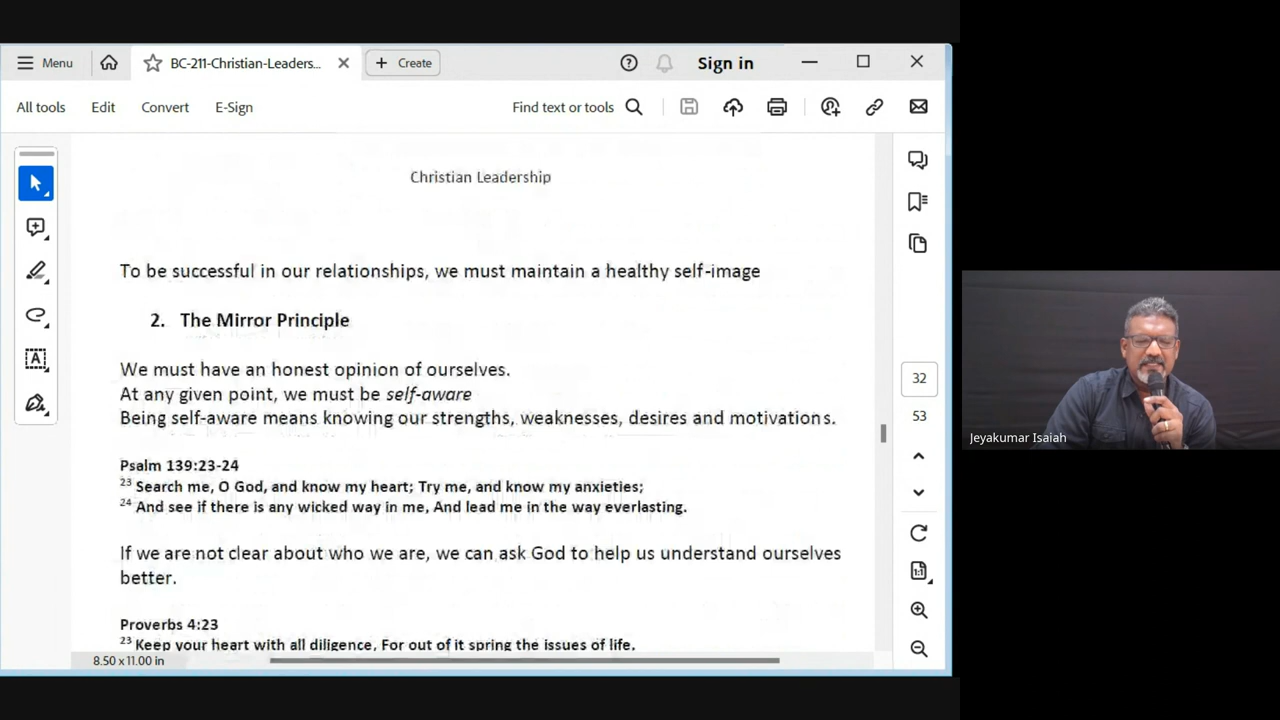 Menu
BC-211-Christian-Leaders...
Create
Sign in
All tools
Edit
Convert
E-Sign
Find text or tools
Christian Leadership
To be successful in our relationships, we must maintain a healthy self-image
2. The Mirror Principle
We must have an honest opinion of ourselves.
At any given point, we must be self-aware
Being self-aware means knowing our strengths, weaknesses, desires and motivations.
Psalm 139:23-24
23 Search me, O God, and know my heart; Try me, and know my anxieties;
24 And see if there is any wicked way in me, And lead me in the way everlasting.
If we are not clear about who we are, we can ask God to help us understand ourselves
better.
Proverbs 4:23
23 Keep your heart with all diligence, For out of it spring the issues of life.
8.50 x 11.00 in
32
53
1:1
A
Jeyakumar Isaiah